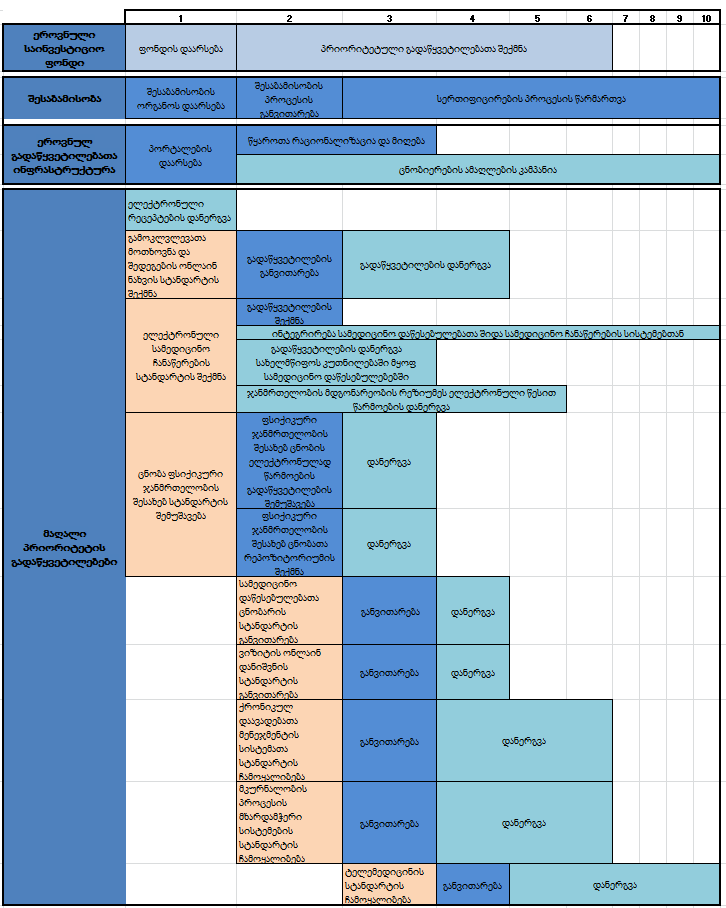 1 2 3 4 5 6 7 8 9 10
ეროვნული
საინვესტიციო
ფონდი
ფონდის დაარსება
პრიორიტეტული გადაწყვეტილებათა შექმნა
შესაბამისობა
შესაბამისობის
ორგანოს დაარსება
შესაბამისობის
პროცესის
განვითარება
სერთიფიცირების პროცესის წარმართვა
ეროვნულ
გადაწყვეტილებათა
ინფრასტრუქტურა
პორტალების
დაარსება
წყაროთა რაციონალიზაცია და მიღება
ცნობიერების ამაღლების კამპანია
მაღალი
პრიორიტეტის
გადაწყვეტილებები
ელექტრონული
რეცეპტების დანერგვა
გამოკლვლევათა
მოთხოვნა და
შედეგების ონლაინ
ნახვის სტანდარტის
შექმნა
გადაწყვეტილების
განვითარება
გადაწყვეტილების დანერგვა
ელექტრონული
სამედიცინო
ჩანაწერების
სტანდარტის შექმნა
გადაწყვეტილების
შექმნა
ინტეგრირება სამედიცინო დაწესებულებათა შიდა სამედიცინო ჩანაწერების სისტემებთან
გადაწყვეტილების დანერგვა
სახელმწიფოს კუთნილებაში მყოფ
სამედიცინო დაწესებულებებში
ჯანმრთელობის მდგონარეობის რეზიუმეს ელექტრონული წესით
წარმოების დანერგვა
ცნობა ფსიქიკური
ჯანმრთელობის
შესახებ სტანდარტის
შემუშავება
ფსიქიკური
ჯანმრთელობის
შესახებ ცნობის
ელექტრონულად
წარმოების
გადაწყვეტილების
შემუშავება
დანერგვა
ფსიქიკური
ჯანმრთელობის
შესახებ ცნობათა
რეპოზიტორიუმის
შექმნა
დანერგვა
სამედიცინო
დაწესებულებათა
ცნობარის
სტანდარტის
განვითარება
განვითარება
დანერგვა
ვიზიტის ონლაინ
დანიშვნის
სტანდარტის
განვითარება
განვითარება
დანერგვა
ქრონიკულ
დაავადებათა
მენეჯმენტის
სისტემათა
სტანდარტის
ჩამოყალიბება
განვითარება
დანერგვა
მკურნალობის
პროცესის
მხარდამჭერი
სისტემების
სტანდარტის
ჩამოყალიბება
განვითარება
დანერგვა
ტელემედიცინის
სტანდარტის
ჩამოყალიბება
განვითარება
დანერგვა